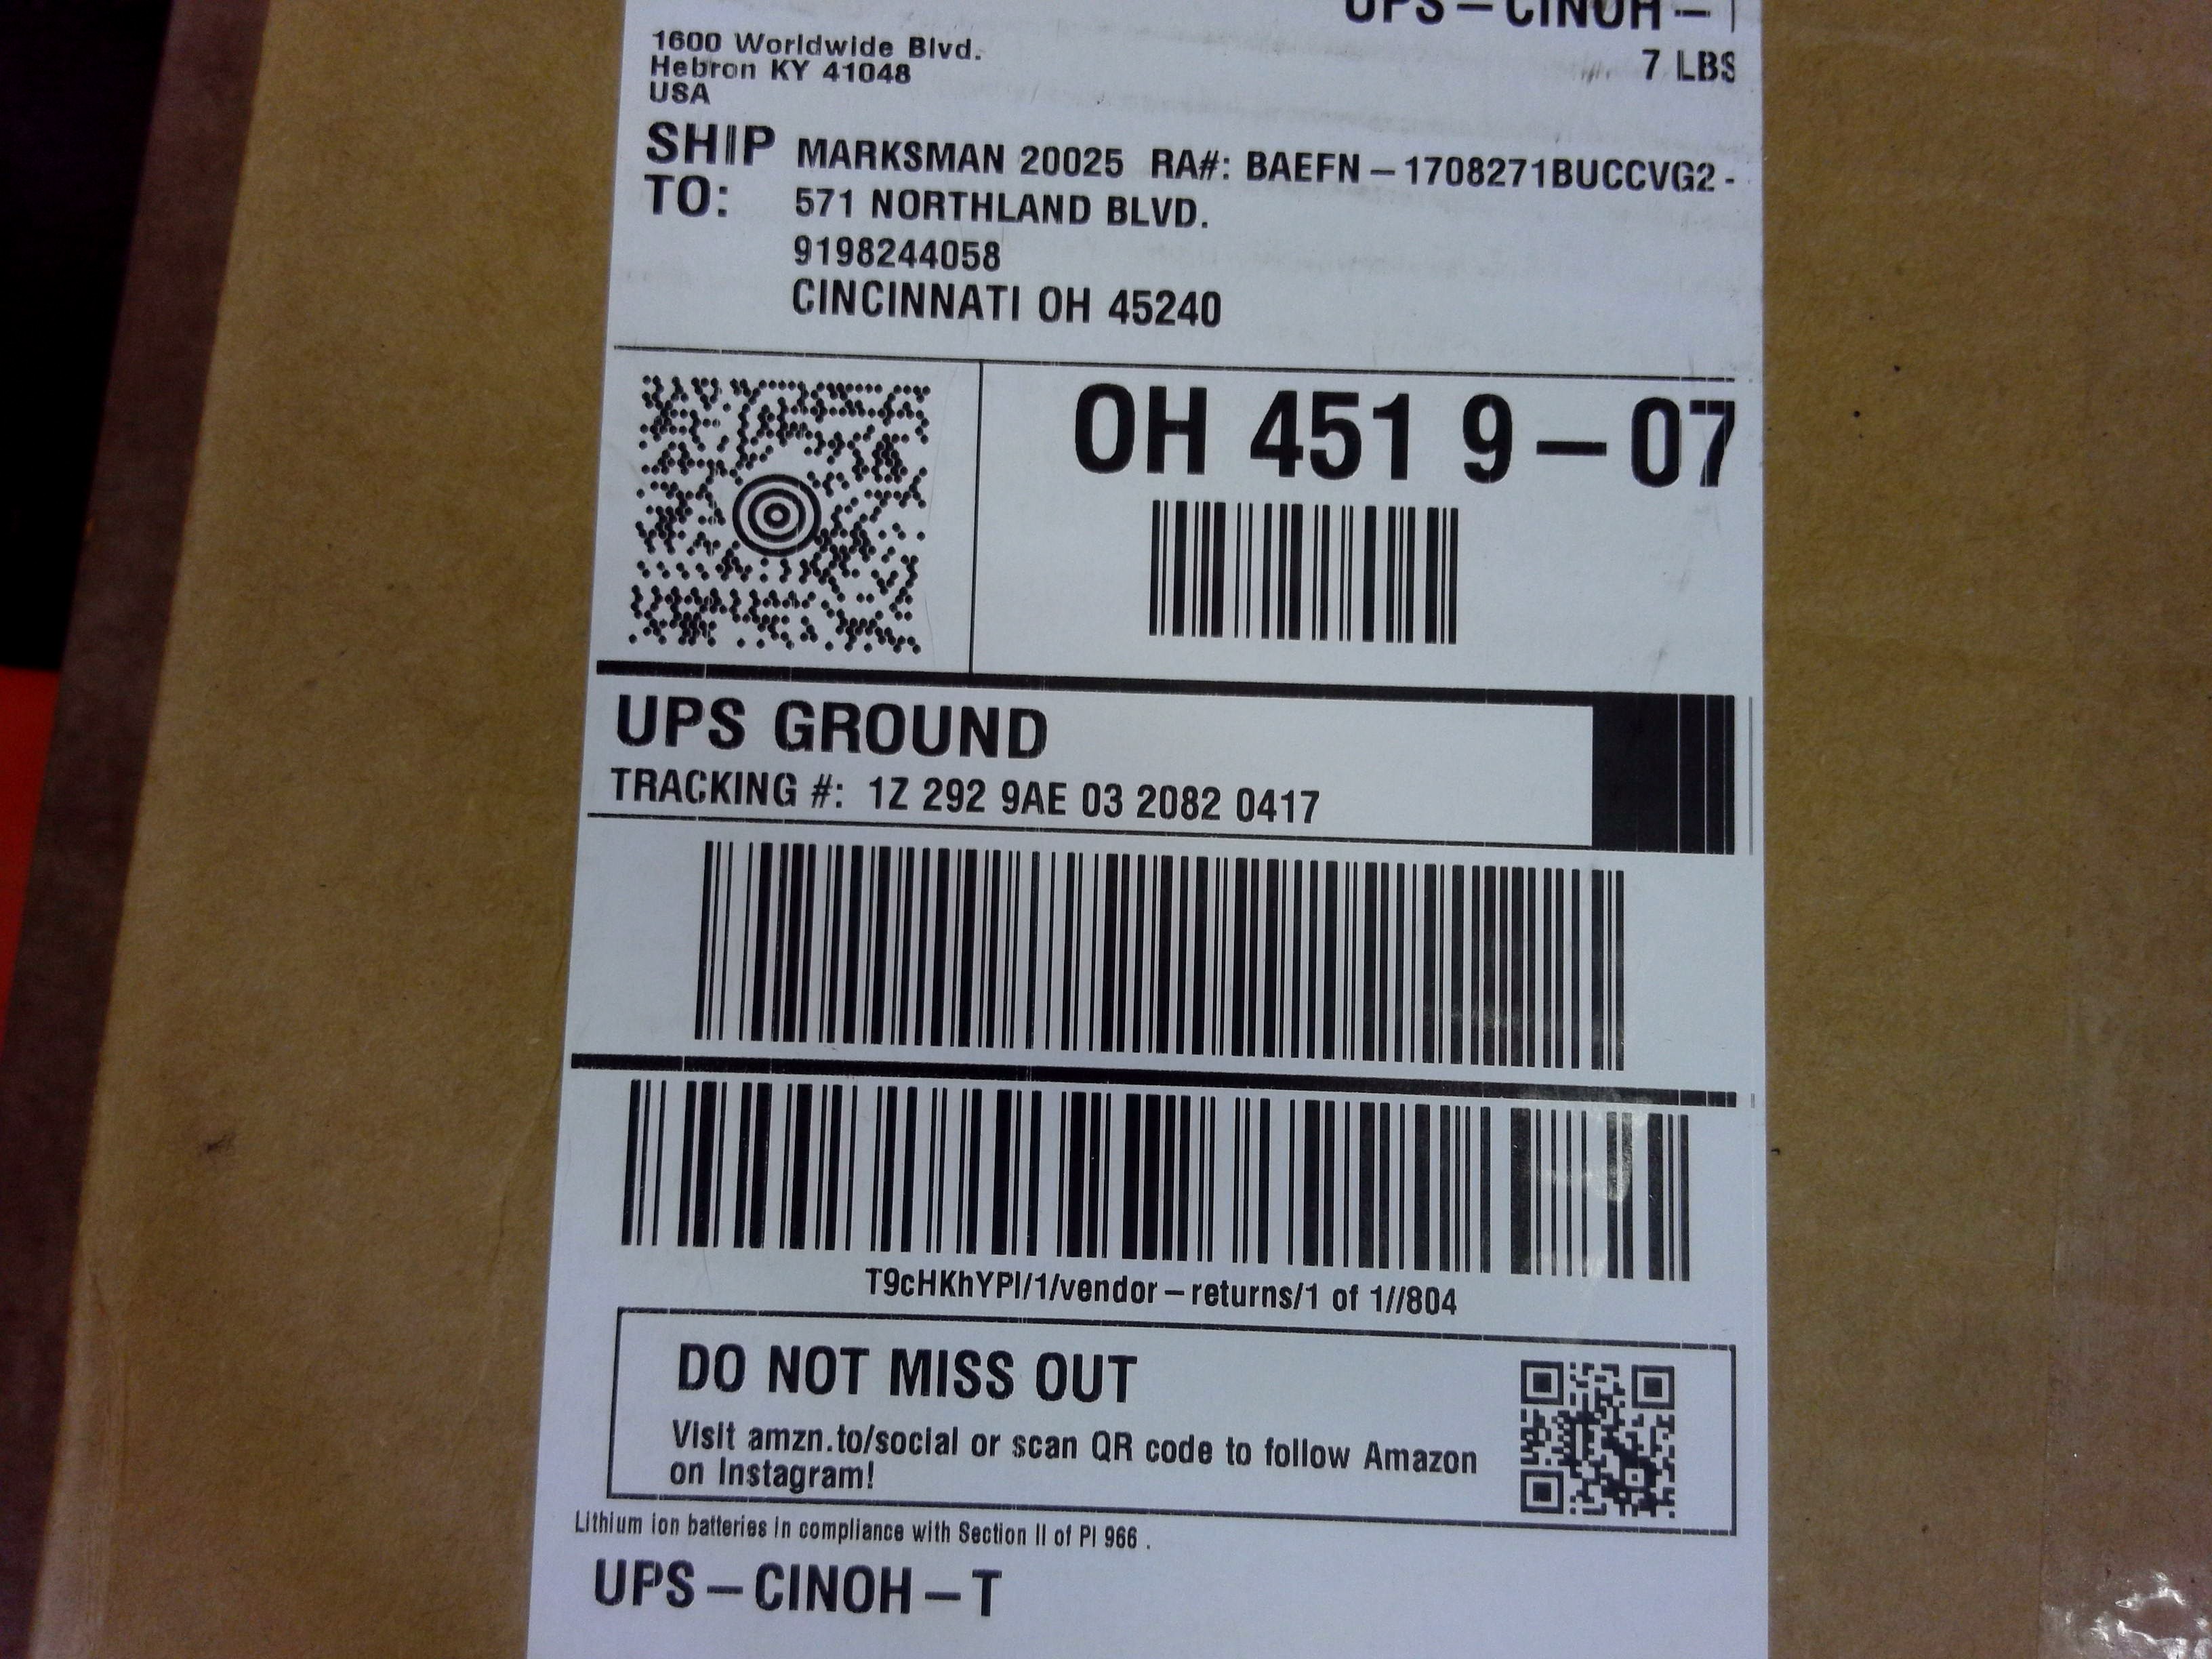 UPS – CINOH –
1600 Worldwide Blvd.
7 LBS
Hebron KY 41048
USA
SHIP TO:
MARKSMAN 20025 RA#: BAEFN – 1708271BUCCVG2 -
571 NORTHLAND BLVD.
9198244058
CINCINNATI OH 45240
OH 451 9 – 07
UPS GROUND
TRACKING #: 1Z 292 9AE 03 2082 0417
T9cHKhYPI/1/vendor – returns/1 of 1//804
DO NOT MISS OUT
Visit amzn.to/social or scan QR code to follow Amazon
on Instagram!
Lithium ion batteries in compliance with Section II of PI 966 .
UPS – CINOH – T